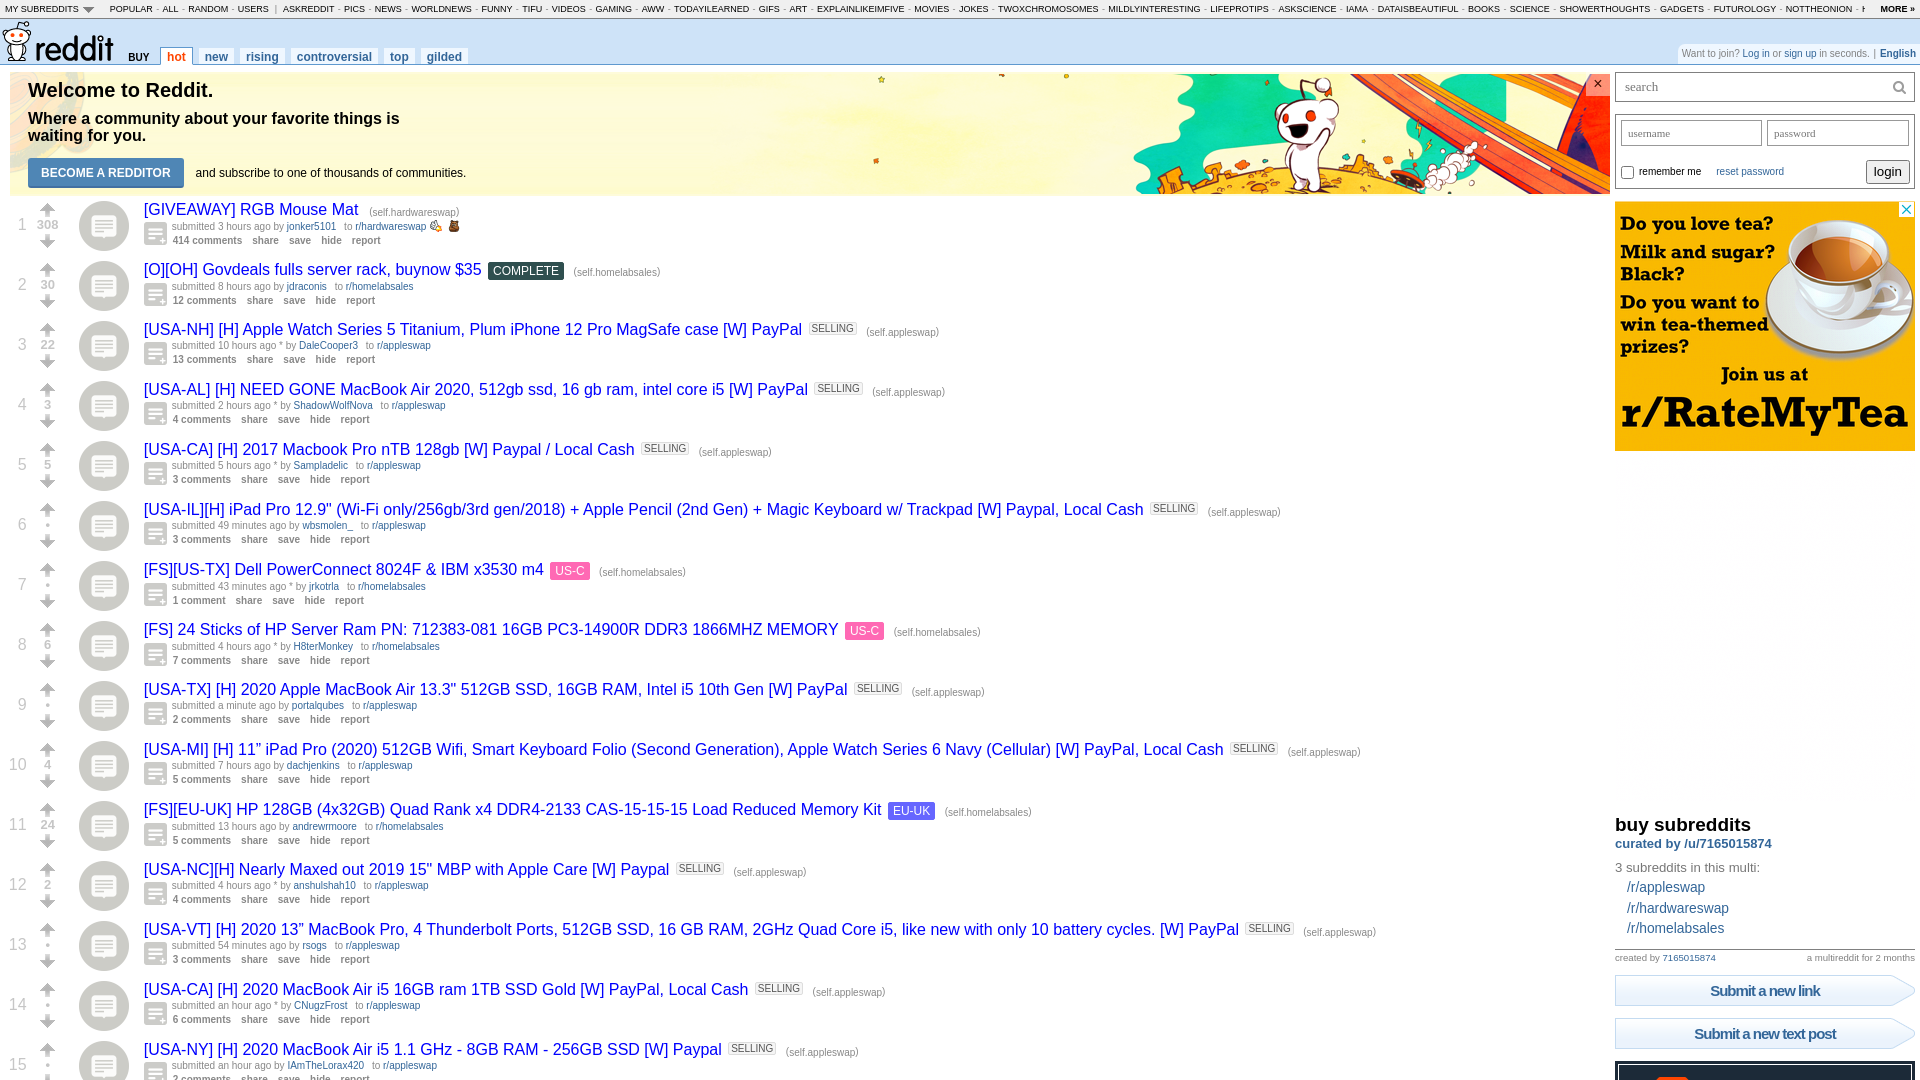 MY SUBREDDITS POPULAR - ALL - RANDOM - USERS | ASKREDDIT - PICS - NEWS - WORLDNEWS - FUNNY - TIFU - VIDEOS - GAMING - AWW - TODAYILEARNED - GIFS - ART - EXPLAINLIKEIMFIVE - MOVIES - JOKES - TWOXCHROMOSOMES - MILDLYINTERESTING - LIFEPROTIPS - ASKSCIENCE - IAMA - DATAISBEAUTIFUL - BOOKS - SCIENCE - SHOWERTHOUGHTS - GADGETS - FUTUROLOGY - NOTTHEONION - MORE »
reddit BUY hot new rising controversial top gilded
Want to join? Log in or sign up in seconds. | English
Welcome to Reddit.
Where a community about your favorite things is
waiting for you.
BECOME A REDDITOR and subscribe to one of thousands of communities.
×
1 308 [GIVEAWAY] RGB Mouse Mat (self.hardwareswap)
submitted 3 hours ago by jonker5101 to r/hardwareswap
414 comments share save hide report
2 30 [O][OH] Govdeals fulls server rack, buynow $35 COMPLETE (self.homelabsales)
submitted 8 hours ago by jdraconis to r/homelabsales
12 comments share save hide report
3 22 [USA-NH] [H] Apple Watch Series 5 Titanium, Plum iPhone 12 Pro MagSafe case [W] PayPal SELLING (self.appleswap)
submitted 10 hours ago * by DaleCooper3 to r/appleswap
13 comments share save hide report
4 3 [USA-AL] [H] NEED GONE MacBook Air 2020, 512gb ssd, 16 gb ram, intel core i5 [W] PayPal SELLING (self.appleswap)
submitted 2 hours ago * by ShadowWolfNova to r/appleswap
4 comments share save hide report
5 5 [USA-CA] [H] 2017 Macbook Pro nTB 128gb [W] Paypal / Local Cash SELLING (self.appleswap)
submitted 5 hours ago * by Sampladelic to r/appleswap
3 comments share save hide report
6 • [USA-IL][H] iPad Pro 12.9" (Wi-Fi only/256gb/3rd gen/2018) + Apple Pencil (2nd Gen) + Magic Keyboard w/ Trackpad [W] Paypal, Local Cash SELLING (self.appleswap)
submitted 49 minutes ago by wbsmolen_ to r/appleswap
3 comments share save hide report
7 • [FS][US-TX] Dell PowerConnect 8024F & IBM x3530 m4 US-C (self.homelabsales)
submitted 43 minutes ago * by jrkotrla to r/homelabsales
1 comment share save hide report
8 6 [FS] 24 Sticks of HP Server Ram PN: 712383-081 16GB PC3-14900R DDR3 1866MHZ MEMORY US-C (self.homelabsales)
submitted 4 hours ago * by H8terMonkey to r/homelabsales
7 comments share save hide report
9 • [USA-TX] [H] 2020 Apple MacBook Air 13.3" 512GB SSD, 16GB RAM, Intel i5 10th Gen [W] PayPal SELLING (self.appleswap)
submitted a minute ago by portalqubes to r/appleswap
2 comments share save hide report
10 4 [USA-MI] [H] 11” iPad Pro (2020) 512GB Wifi, Smart Keyboard Folio (Second Generation), Apple Watch Series 6 Navy (Cellular) [W] PayPal, Local Cash SELLING (self.appleswap)
submitted 7 hours ago by dachjenkins to r/appleswap
5 comments share save hide report
11 24 [FS][EU-UK] HP 128GB (4x32GB) Quad Rank x4 DDR4-2133 CAS-15-15-15 Load Reduced Memory Kit EU-UK (self.homelabsales)
submitted 13 hours ago by andrewrmoore to r/homelabsales
5 comments share save hide report
12 2 [USA-NC][H] Nearly Maxed out 2019 15" MBP with Apple Care [W] Paypal SELLING (self.appleswap)
submitted 4 hours ago * by anshulshah10 to r/appleswap
4 comments share save hide report
13 • [USA-VT] [H] 2020 13” MacBook Pro, 4 Thunderbolt Ports, 512GB SSD, 16 GB RAM, 2GHz Quad Core i5, like new with only 10 battery cycles. [W] PayPal SELLING (self.appleswap)
submitted 54 minutes ago by rsogs to r/appleswap
3 comments share save hide report
14 • [USA-CA] [H] 2020 MacBook Air i5 16GB ram 1TB SSD Gold [W] PayPal, Local Cash SELLING (self.appleswap)
submitted an hour ago * by CNugzFrost to r/appleswap
6 comments share save hide report
15 • [USA-NY] [H] 2020 MacBook Air i5 1.1 GHz - 8GB RAM - 256GB SSD [W] Paypal SELLING (self.appleswap)
submitted an hour ago by IAmTheLorax420 to r/appleswap
2 comments share save hide report
search
username password
remember me reset password login
Do you love tea?
Milk and sugar?
Black?
Do you want to
win tea-themed
prizes?
Join us at
r/RateMyTea
buy subreddits
curated by /u/7165015874
3 subreddits in this multi:
/r/appleswap
/r/hardwareswap
/r/homelabsales
created by 7165015874 a multireddit for 2 months
Submit a new link
Submit a new text post